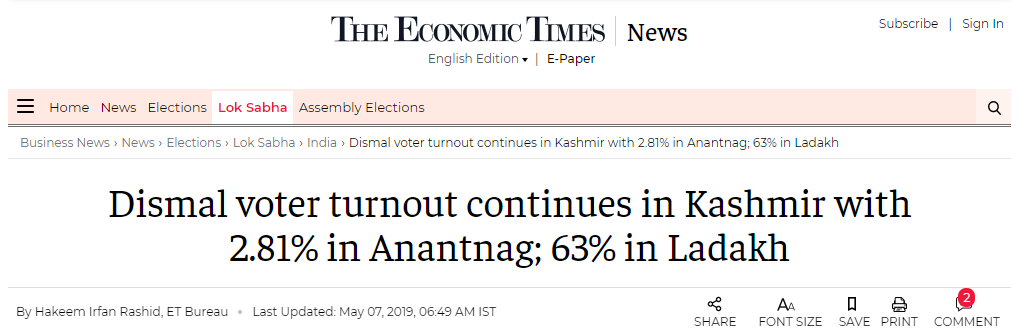 THE ECONOMIC TIMES News
Subscribe | Sign In
English Edition | E-Paper
Home News Elections Lok Sabha Assembly Elections
Business News › News › Elections › Lok Sabha › India › Dismal voter turnout continues in Kashmir with 2.81% in Anantnag; 63% in Ladakh
Dismal voter turnout continues in Kashmir with
2.81% in Anantnag; 63% in Ladakh
By Hakeem Irfan Rashid, ET Bureau • Last Updated: May 07, 2019, 06:49 AM IST
AA 2
SHARE FONT SIZE SAVE PRINT COMMENT